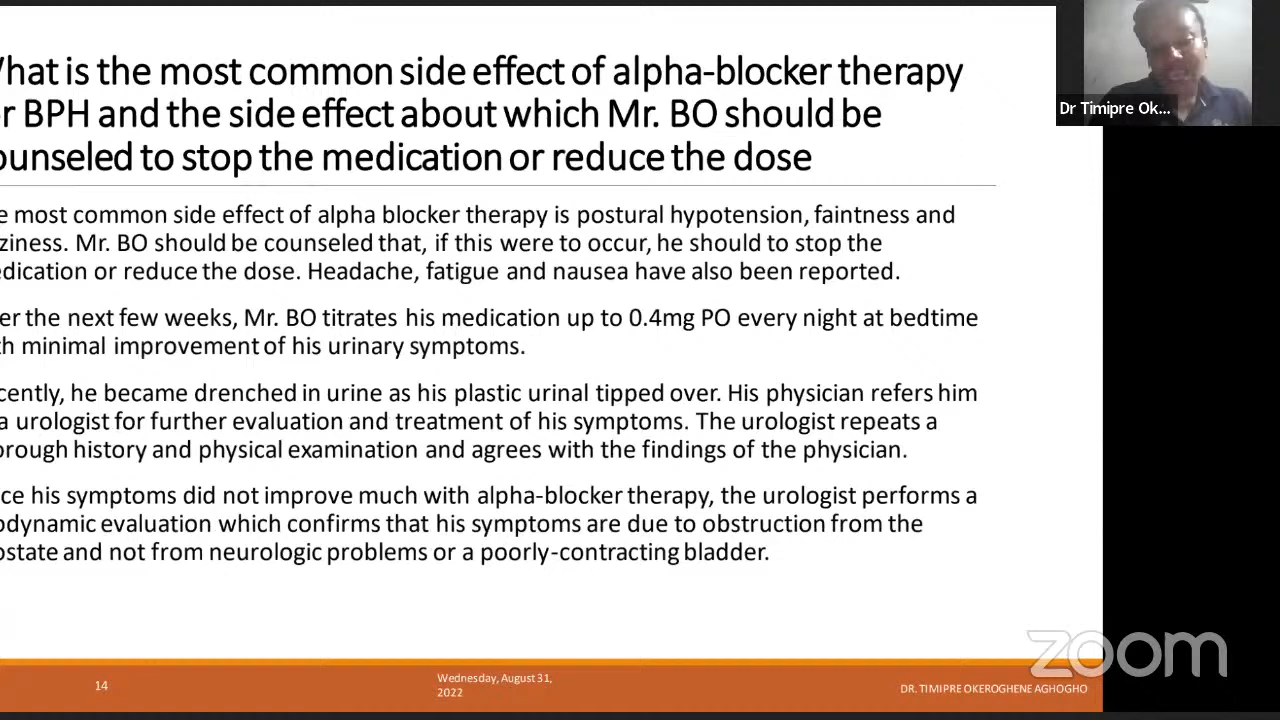 hat is the most common side effect of alpha-blocker therapy
r BPH and the side effect about which Mr. BO should be
ounseled to stop the medication or reduce the dose
e most common side effect of alpha blocker therapy is postural hypotension, faintness and
ziness. Mr. BO should be counseled that, if this were to occur, he should to stop the
edication or reduce the dose. Headache, fatigue and nausea have also been reported.
er the next few weeks, Mr. BO titrates his medication up to 0.4mg PO every night at bedtime
h minimal improvement of his urinary symptoms.
cently, he became drenched in urine as his plastic urinal tipped over. His physician refers him
a urologist for further evaluation and treatment of his symptoms. The urologist repeats a
orough history and physical examination and agrees with the findings of the physician.
ce his symptoms did not improve much with alpha-blocker therapy, the urologist performs a
odynamic evaluation which confirms that his symptoms are due to obstruction from the
ostate and not from neurologic problems or a poorly-contracting bladder.
14
Wednesday, August 31,
2022
DR. TIMIPRE OKEROGHENE AGHOGHO
Dr Timipre Ok...
zoom